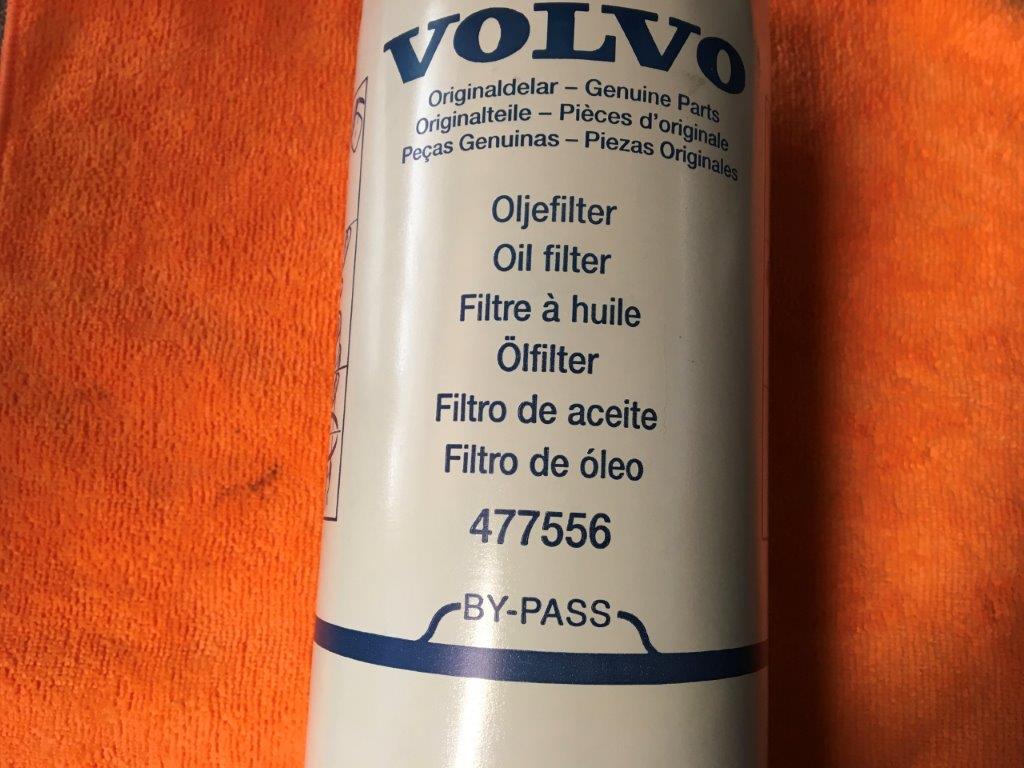 VOLVO
Originaldelar – Genuine Parts
Originalteile – Pièces d'originale
Peças Genuinas – Piezas Originales
Oljefilter
Oil filter
Filtre à huile
Ölfilter
Filtro de aceite
Filtro de óleo
477556
BY-PASS